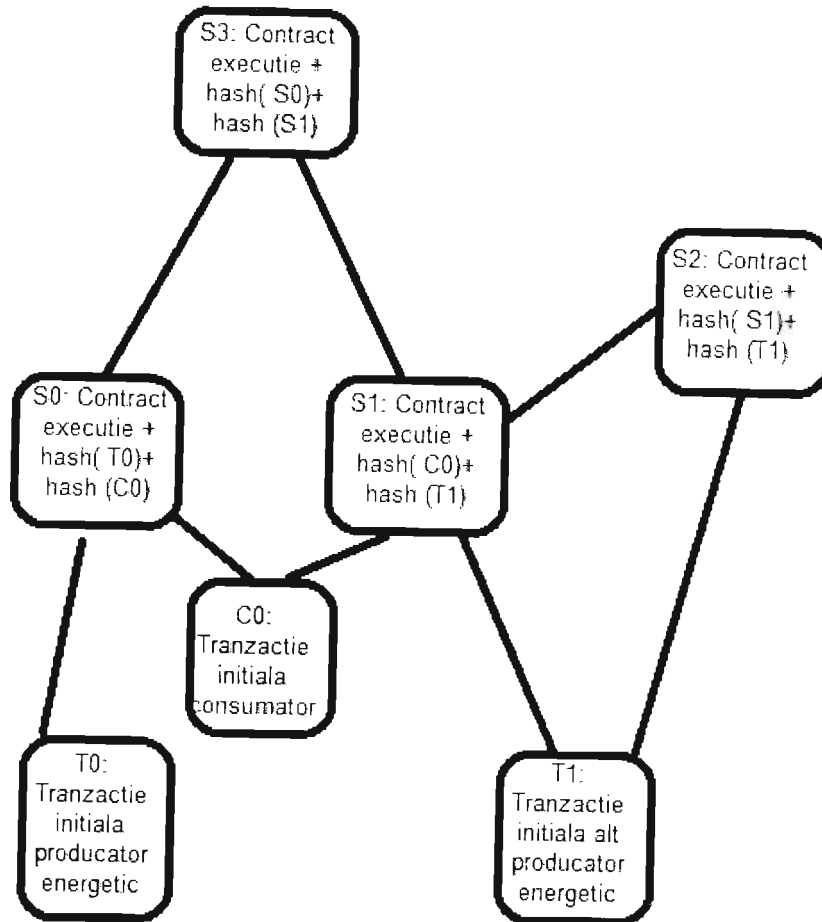 S3: Contract
executie +
hash( S0)+
hash (S1)
S2: Contract
executie +
hash( S1)+
hash (T1)
S0: Contract
executie +
hash( T0)+
hash (C0)
S1: Contract
executie +
hash( C0)+
hash (T1)
C0:
Tranzactie
initiala
consumator
T0:
Tranzactie
initiala
producator
energetic
T1:
Tranzactie
initiala alt
producator
energetic